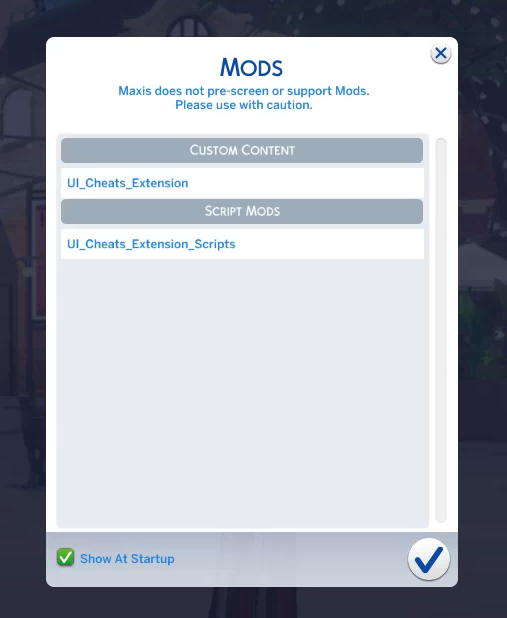 Mods
Maxis does not pre-screen or support Mods.
Please use with caution.
Custom Content
UI_Cheats_Extension
Script Mods
UI_Cheats_Extension_Scripts
Show At Startup